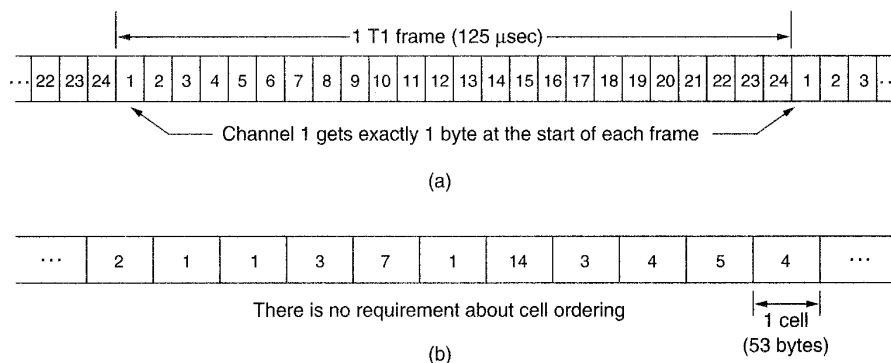 1 T1 frame (125 μsec)
··· 22 23 24 1 2 3 4 5 6 7 8 9 10 11 12 13 14 15 16 17 18 19 20 21 22 23 24 1 2 3 ···
Channel 1 gets exactly 1 byte at the start of each frame
(a)
··· 2 1 1 3 7 1 14 3 4 5 4 ···
There is no requirement about cell ordering
1 cell
(53 bytes)
(b)